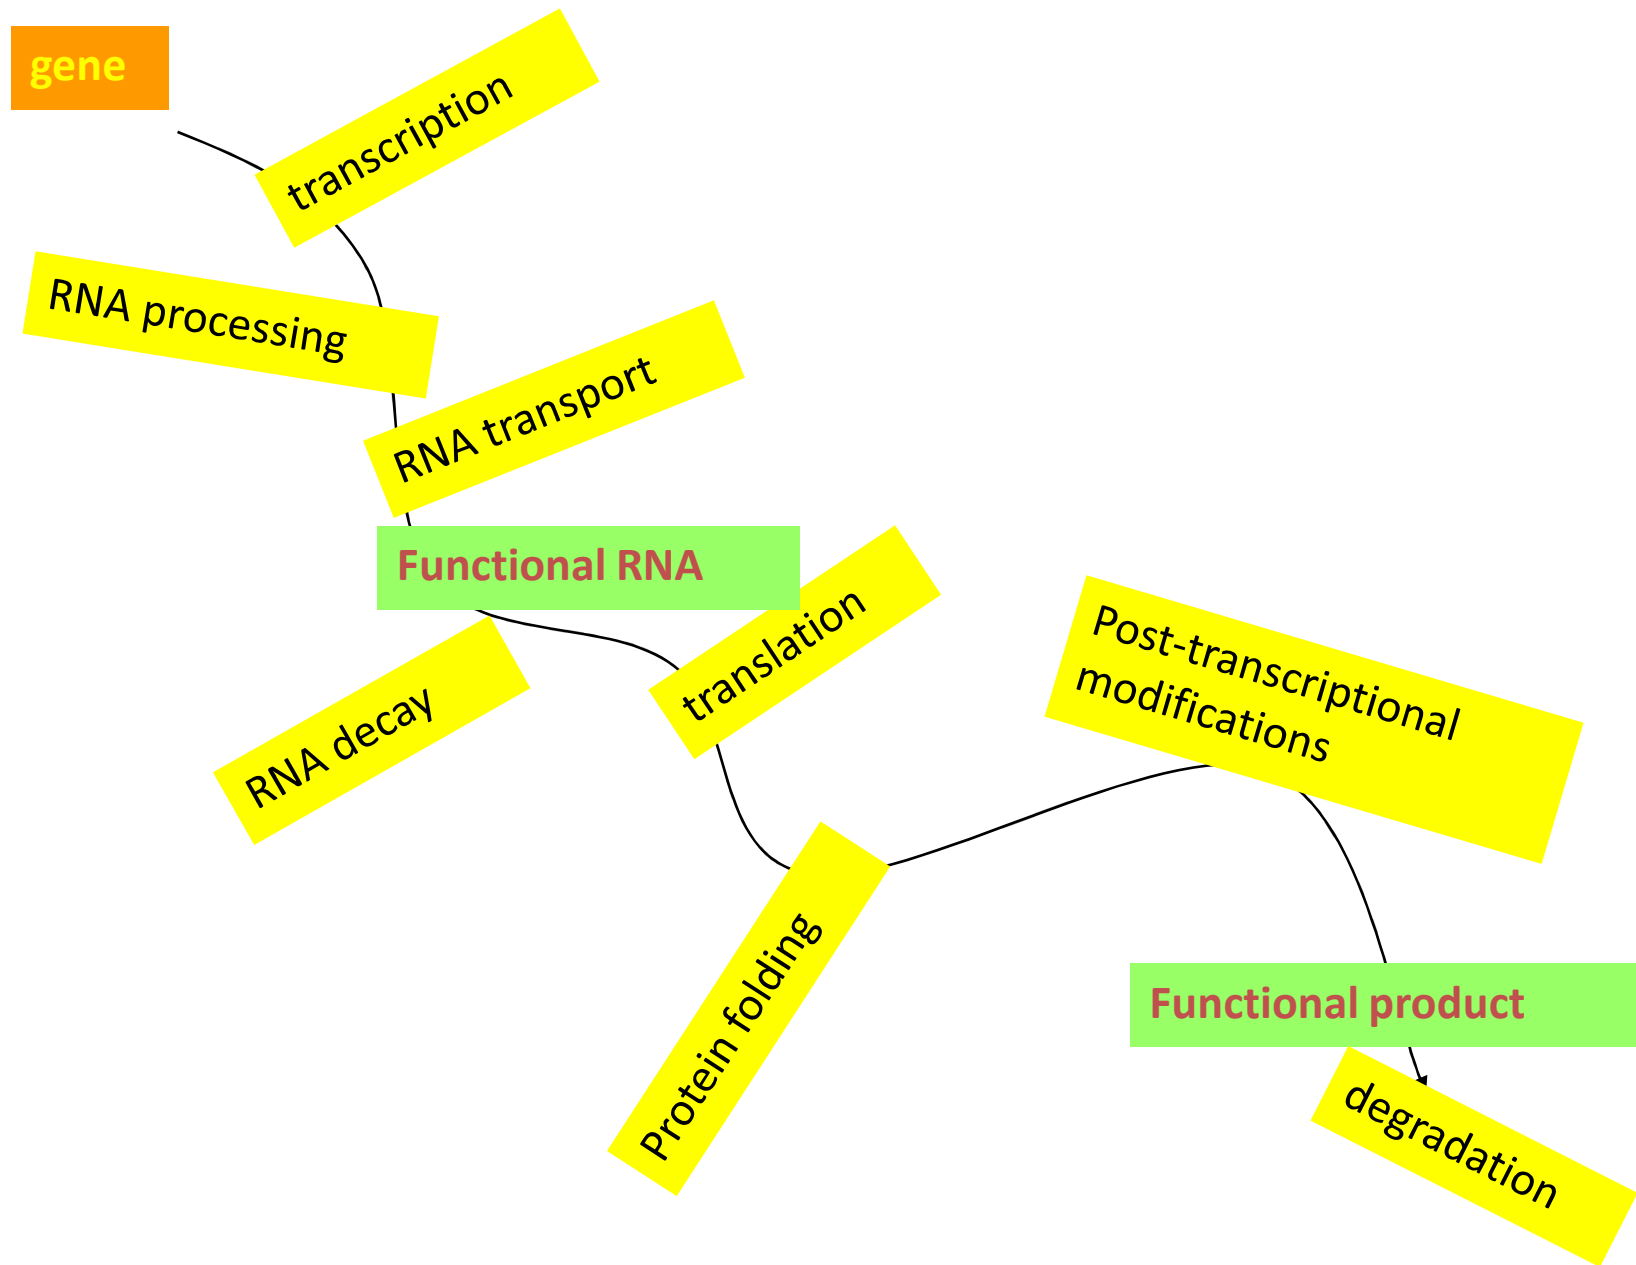 gene
transcription
RNA processing
RNA transport
Functional RNA
translation
RNA decay
Post-transcriptional
modifications
Protein folding
Functional product
degradation